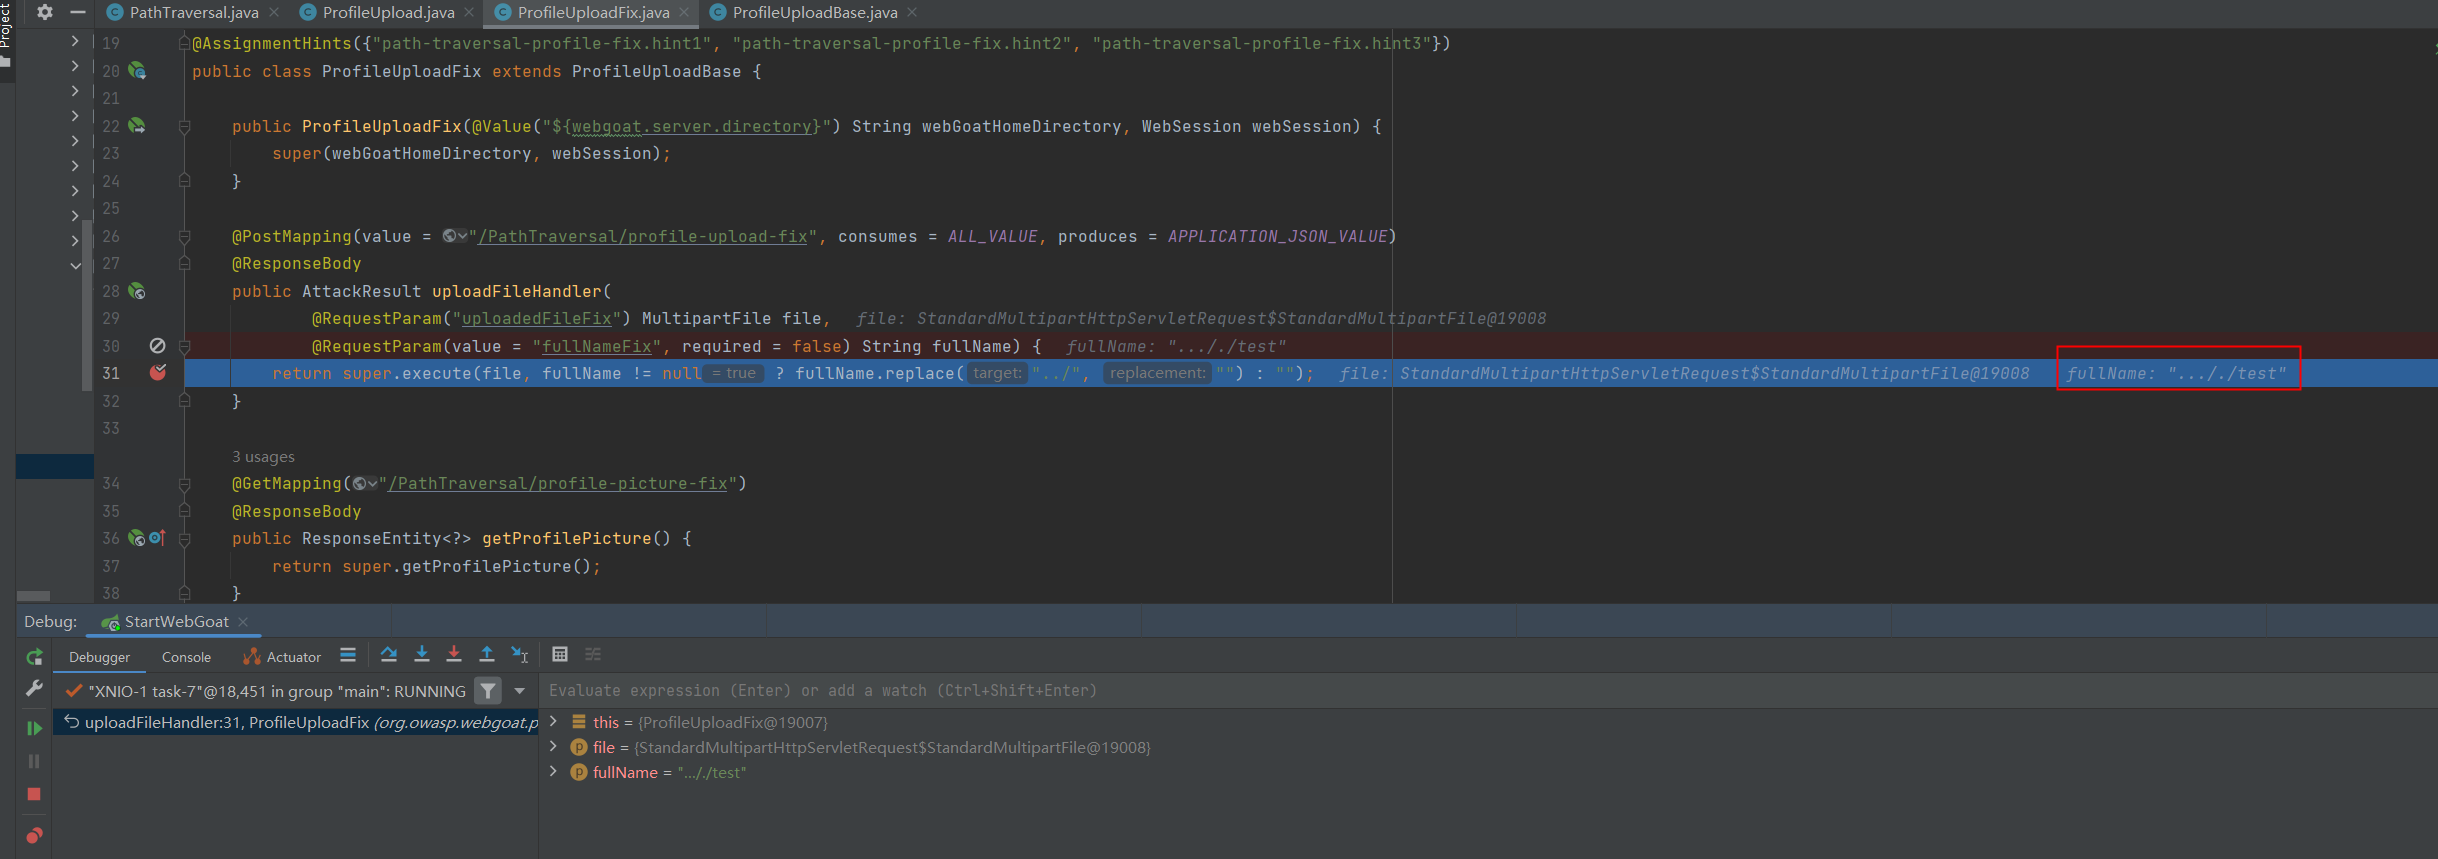 Project
PathTraversal.java ProfileUpload.java ProfileUploadFix.java ProfileUploadBase.java
19 @AssignmentHints({"path-traversal-profile-fix.hint1", "path-traversal-profile-fix.hint2", "path-traversal-profile-fix.hint3"})
20 public class ProfileUploadFix extends ProfileUploadBase {
21
22 public ProfileUploadFix(@Value("${webgoat.server.directory}") String webGoatHomeDirectory, WebSession webSession) {
23 super(webGoatHomeDirectory, webSession);
24 }
25
26 @PostMapping(value = "/PathTraversal/profile-upload-fix", consumes = ALL_VALUE, produces = APPLICATION_JSON_VALUE)
27 @ResponseBody
28 public AttackResult uploadFileHandler(
29 @RequestParam("uploadedFileFix") MultipartFile file, file: StandardMultipartHttpServletRequest$StandardMultipartFile@19008
30 @RequestParam(value = "fullNameFix", required = false) String fullName) { fullName: "..././test"
31 return super.execute(file, fullName != null = true ? fullName.replace( target: "../", replacement: "") : ""); file: StandardMultipartHttpServletRequest$StandardMultipartFile@19008 fullName: "..././test"
32 }
33
3 usages
34 @GetMapping("/PathTraversal/profile-picture-fix")
35 @ResponseBody
36 public ResponseEntity<?> getProfilePicture() {
37 return super.getProfilePicture();
38 }
Debug: StartWebGoat
Debugger Console Actuator
"XNIO-1 task-7"@18,451 in group "main": RUNNING
Evaluate expression (Enter) or add a watch (Ctrl+Shift+Enter)
uploadFileHandler:31, ProfileUploadFix (org.owasp.webgoat.p
this = {ProfileUploadFix@19007}
file = {StandardMultipartHttpServletRequest$StandardMultipartFile@19008}
fullName = "..././test"